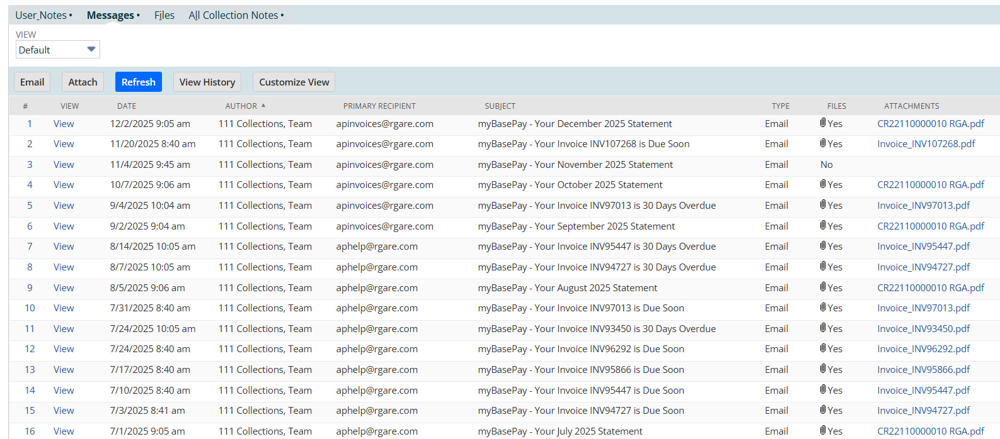 User Notes • Messages • Files All Collection Notes •
VIEW
Default
Email Attach Refresh View History Customize View
# VIEW DATE AUTHOR PRIMARY RECIPIENT SUBJECT TYPE FILES ATTACHMENTS
1 View 12/2/2025 9:05 am 111 Collections, Team apinvoices@rgare.com myBasePay - Your December 2025 Statement Email Yes CR22110000010 RGA.pdf
2 View 11/20/2025 8:40 am 111 Collections, Team apinvoices@rgare.com myBasePay - Your Invoice INV107268 is Due Soon Email Yes Invoice_INV107268.pdf
3 View 11/4/2025 9:45 am 111 Collections, Team apinvoices@rgare.com myBasePay - Your November 2025 Statement Email No
4 View 10/7/2025 9:06 am 111 Collections, Team apinvoices@rgare.com myBasePay - Your October 2025 Statement Email Yes CR22110000010 RGA.pdf
5 View 9/4/2025 10:04 am 111 Collections, Team apinvoices@rgare.com myBasePay - Your Invoice INV97013 is 30 Days Overdue Email Yes Invoice_INV97013.pdf
6 View 9/2/2025 9:04 am 111 Collections, Team apinvoices@rgare.com myBasePay - Your September 2025 Statement Email Yes CR22110000010 RGA.pdf
7 View 8/14/2025 10:05 am 111 Collections, Team aphelp@rgare.com myBasePay - Your Invoice INV95447 is 30 Days Overdue Email Yes Invoice_INV95447.pdf
8 View 8/7/2025 10:05 am 111 Collections, Team aphelp@rgare.com myBasePay - Your Invoice INV94727 is 30 Days Overdue Email Yes Invoice_INV94727.pdf
9 View 8/5/2025 9:06 am 111 Collections, Team aphelp@rgare.com myBasePay - Your August 2025 Statement Email Yes CR22110000010 RGA.pdf
10 View 7/31/2025 8:40 am 111 Collections, Team aphelp@rgare.com myBasePay - Your Invoice INV97013 is Due Soon Email Yes Invoice_INV97013.pdf
11 View 7/24/2025 10:05 am 111 Collections, Team aphelp@rgare.com myBasePay - Your Invoice INV93450 is 30 Days Overdue Email Yes Invoice_INV93450.pdf
12 View 7/24/2025 8:40 am 111 Collections, Team aphelp@rgare.com myBasePay - Your Invoice INV96292 is Due Soon Email Yes Invoice_INV96292.pdf
13 View 7/17/2025 8:40 am 111 Collections, Team aphelp@rgare.com myBasePay - Your Invoice INV95866 is Due Soon Email Yes Invoice_INV95866.pdf
14 View 7/10/2025 8:40 am 111 Collections, Team aphelp@rgare.com myBasePay - Your Invoice INV95447 is Due Soon Email Yes Invoice_INV95447.pdf
15 View 7/3/2025 8:41 am 111 Collections, Team aphelp@rgare.com myBasePay - Your Invoice INV94727 is Due Soon Email Yes Invoice_INV94727.pdf
16 View 7/1/2025 9:05 am 111 Collections, Team aphelp@rgare.com myBasePay - Your July 2025 Statement Email Yes CR22110000010 RGA.pdf